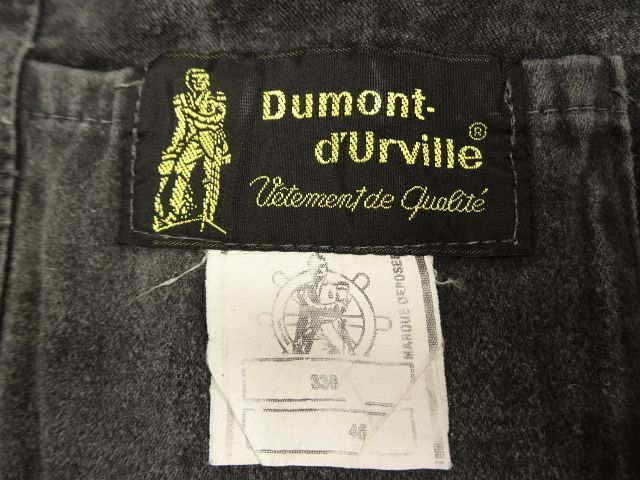 Dumont-
d'Urville ®
Vêtement de Qualité
MARQUE DEPOSEE
330
46